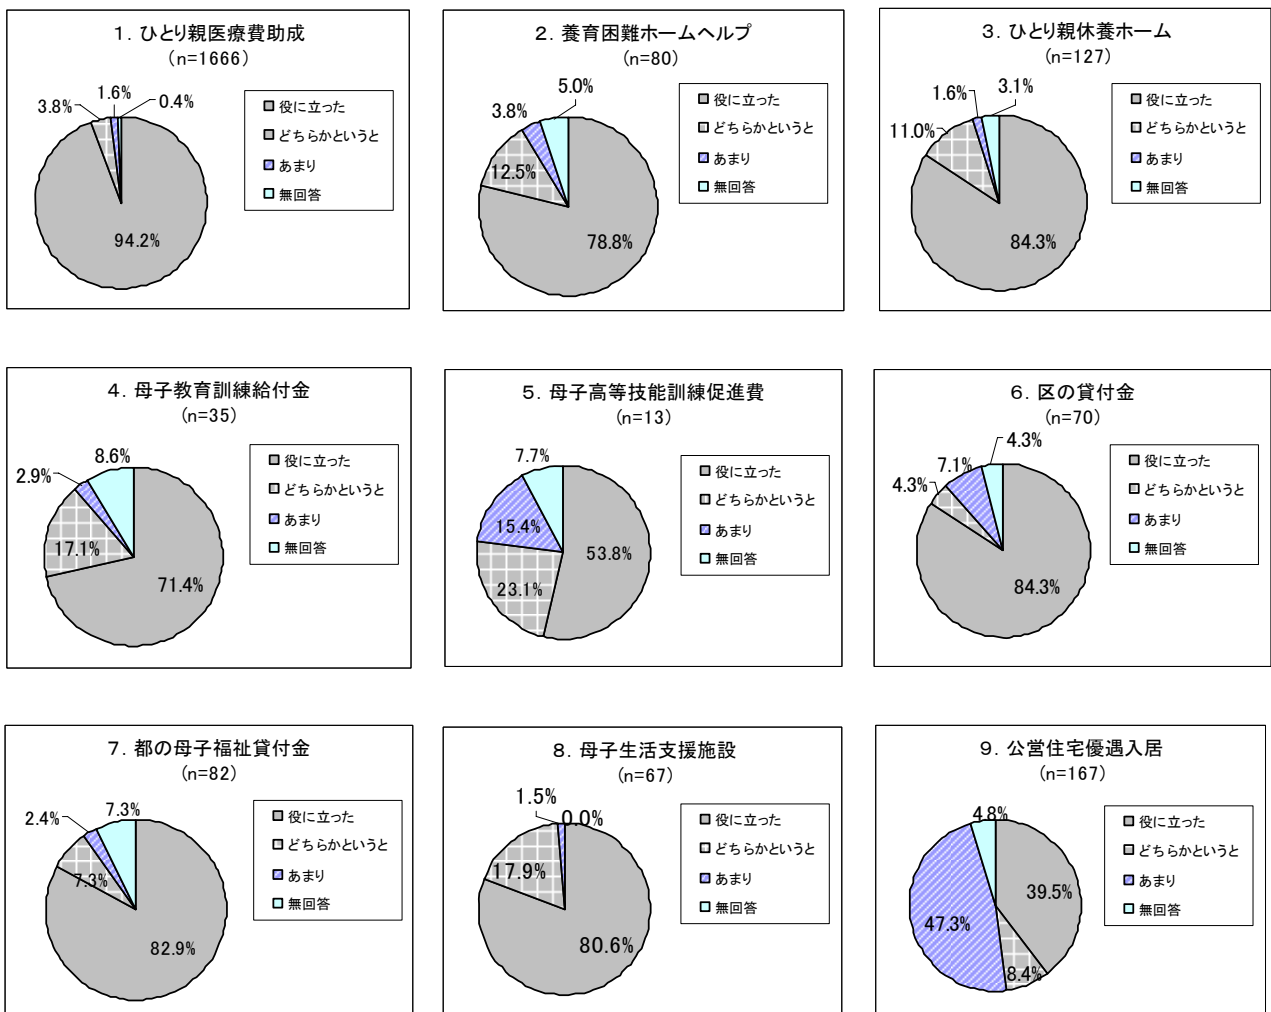 1．ひとり親医療費助成
(n=1666)
3.8%
1.6%
0.4%
94.2%
役に立った
どちらかというと
あまり
無回答
2．養育困難ホームヘルプ
(n=80)
3.8%
5.0%
12.5%
78.8%
役に立った
どちらかというと
あまり
無回答
3．ひとり親休養ホーム
(n=127)
11.0%
1.6%
3.1%
84.3%
役に立った
どちらかというと
あまり
無回答
4．母子教育訓練給付金
(n=35)
2.9%
8.6%
17.1%
71.4%
役に立った
どちらかというと
あまり
無回答
5．母子高等技能訓練促進費
(n=13)
7.7%
15.4%
53.8%
23.1%
役に立った
どちらかというと
あまり
無回答
6．区の貸付金
(n=70)
4.3%
7.1%
4.3%
84.3%
役に立った
どちらかというと
あまり
無回答
7．都の母子福祉貸付金
(n=82)
2.4%
7.3%
7.3%
82.9%
役に立った
どちらかというと
あまり
無回答
8．母子生活支援施設
(n=67)
1.5%
0.0%
17.9%
80.6%
役に立った
どちらかというと
あまり
無回答
9．公営住宅優遇入居
(n=167)
4.8%
39.5%
47.3%
8.4%
役に立った
どちらかというと
あまり
無回答